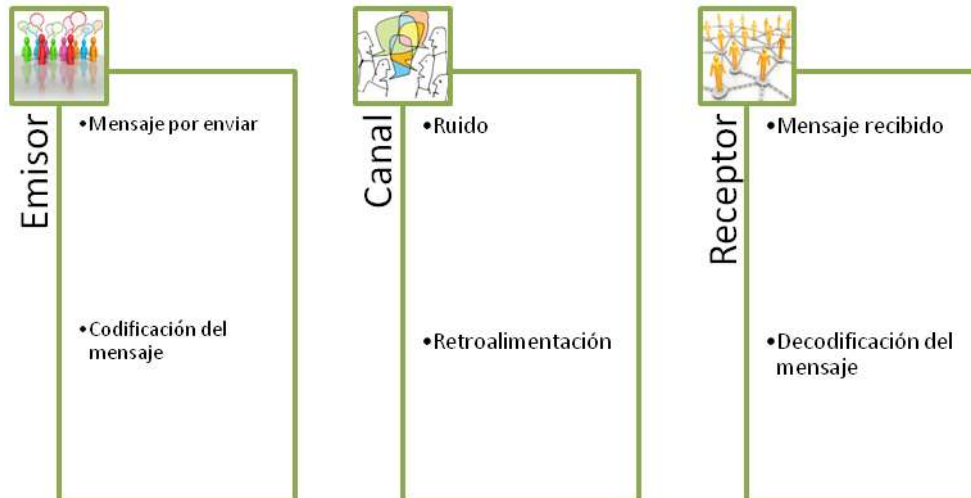 Emisor
•Mensaje por enviar
•Codificación del
mensaje
Canal
•Ruido
•Retroalimentación
Receptor
•Mensaje recibido
•Decodificación del
mensaje